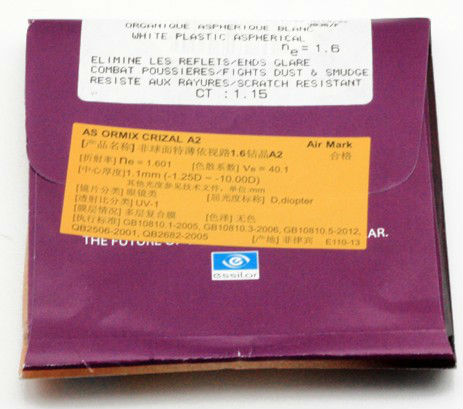 ORGANIQUE ASPHERIQUE BLANC
WHITE PLASTIC ASPHERICAL
ne = 1.6
ELIMINE LES REFLETS/ENDS GLARE
COMBAT POUSSIERES/FIGHTS DUST & SMUDGE
RESISTE AUX RAYURES/SCRATCH RESISTANT
CT : 1.15
AS ORMIX CRIZAL A2
Air Mark
[产品名称] 非球面特薄依视路1.6钻晶A2
合格
[折射率] ne = 1.601 [色散系数] Vs = 40.1
[中心厚度]1.1mm (-1.25D ~ -10.00D)
其他光度参见技术文件, 单位:mm
[镜片分类] 眼镜类 [屈光度标称] D,diopter
[透射比分类] UV-1
[膜层情况] 多层复合膜 [色泽] 无色
[执行标准] GB10810.1-2005, GB10810.3-2006, GB10810.5-2012,
QB2506-2001, QB2682-2005 [产地] 菲律宾 E110-13
THE FUTURE OF AR.
essilor